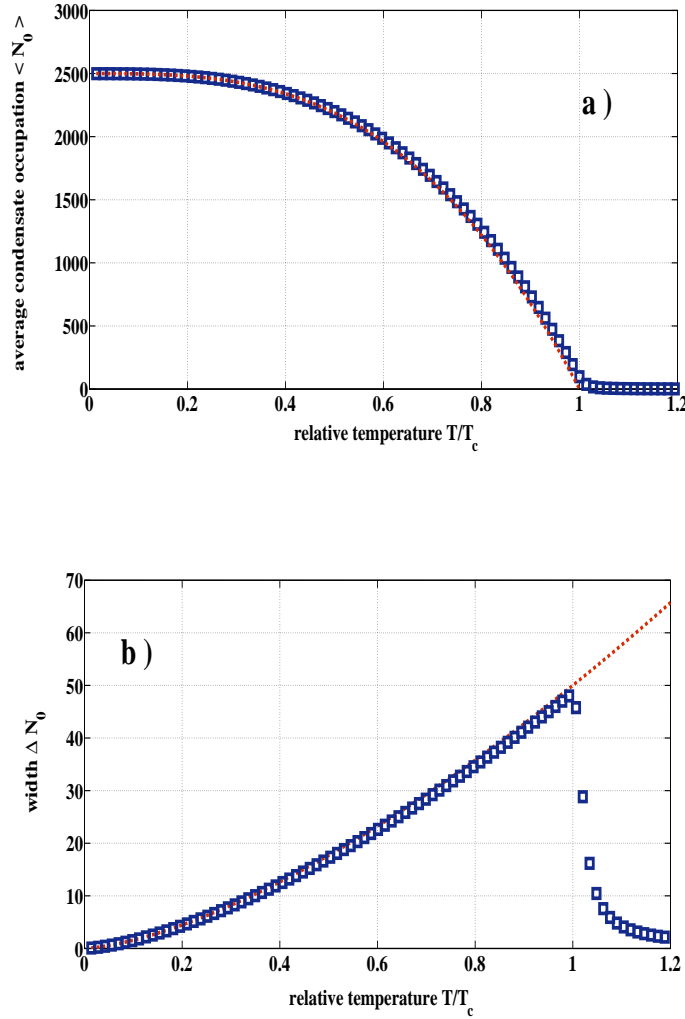 average condensate occupation < N₀ >
3000
2500
2000
1500
1000
500
0
a )
0 0.2 0.4 0.6 0.8 1 1.2
relative temperature T/T_c
width Δ N₀
70
60
50
40
30
20
10
0
b )
0 0.2 0.4 0.6 0.8 1 1.2
relative temperature T/T_c